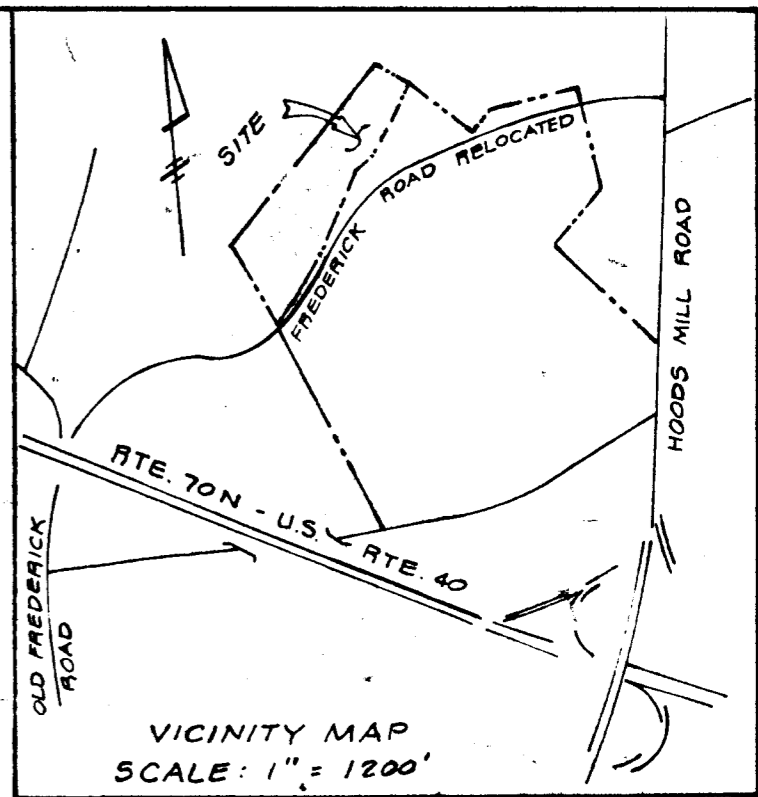 SITE
FREDERICK ROAD RELOCATED
HOODS MILL ROAD
RTE. 70N - U.S. RTE. 40
OLD FREDERICK
ROAD
VICINITY MAP
SCALE: 1" = 1200'